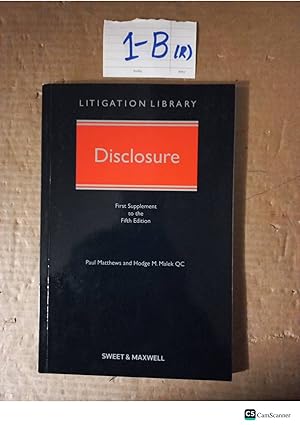 1-B (R)
LITIGATION LIBRARY
Disclosure
First Supplement
to the
Fifth Edition
Paul Matthews and Hodge M. Malek QC
SWEET & MAXWELL
CS CamScanner